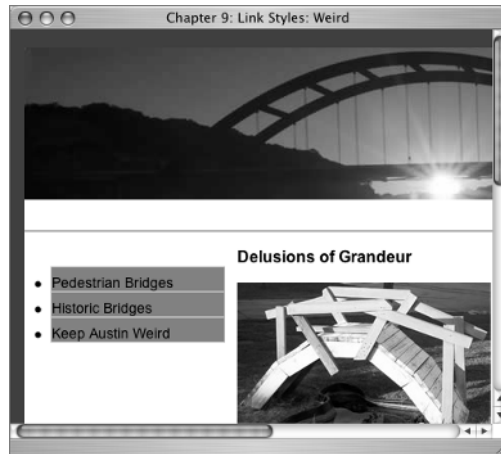 Chapter 9: Link Styles: Weird
Delusions of Grandeur
Pedestrian Bridges
Historic Bridges
Keep Austin Weird